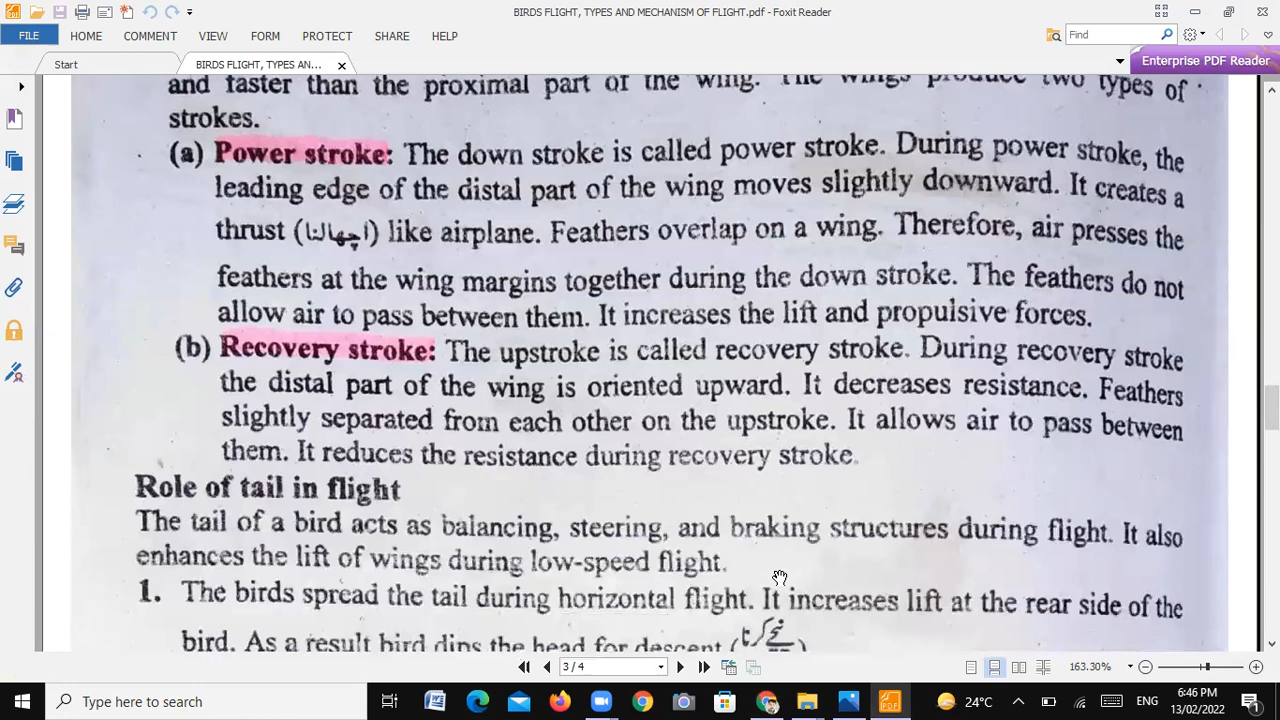 BIRDS FLIGHT, TYPES AND MECHANISM OF FLIGHT.pdf - Foxit Reader
FILE HOME COMMENT VIEW FORM PROTECT SHARE HELP
Find
Start BIRDS FLIGHT, TYPES AN...
Enterprise PDF Reader
and faster than the proximal part of the wing. The wings produce two types of
strokes.
(a) Power stroke: The down stroke is called power stroke. During power stroke, the
leading edge of the distal part of the wing moves slightly downward. It creates a
thrust (اچھالنا) like airplane. Feathers overlap on a wing. Therefore, air presses the
feathers at the wing margins together during the down stroke. The feathers do not
allow air to pass between them. It increases the lift and propulsive forces.
(b) Recovery stroke: The upstroke is called recovery stroke. During recovery stroke
the distal part of the wing is oriented upward. It decreases resistance. Feathers
slightly separated from each other on the upstroke. It allows air to pass between
them. It reduces the resistance during recovery stroke.
Role of tail in flight
The tail of a bird acts as balancing, steering, and braking structures during flight. It also
enhances the lift of wings during low-speed flight.
1. The birds spread the tail during horizontal flight. It increases lift at the rear side of the
bird. As a result bird dips the head for descent (
3 / 4
163.30%
Type here to search
24°C
ENG
6:46 PM
13/02/2022